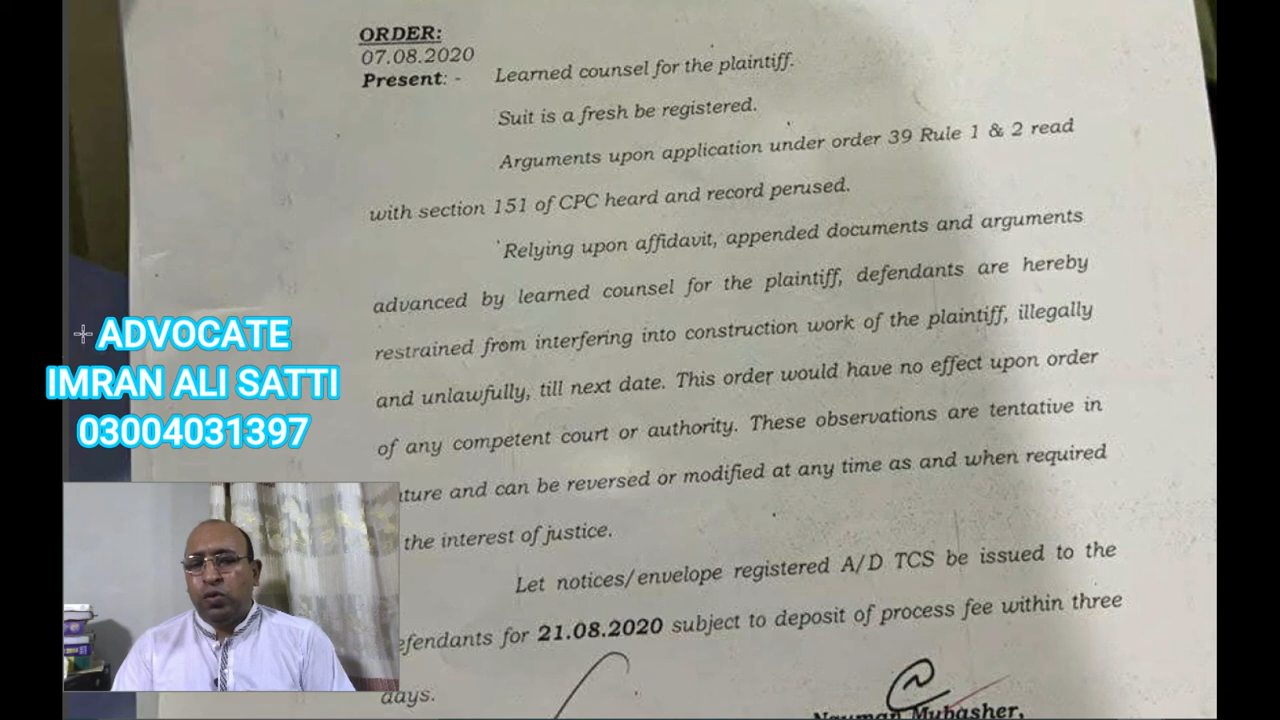 ORDER:
07.08.2020
Present: - Learned counsel for the plaintiff.
Suit is a fresh be registered.
Arguments upon application under order 39 Rule 1 & 2 read
with section 151 of CPC heard and record perused.
Relying upon affidavit, appended documents and arguments
advanced by learned counsel for the plaintiff, defendants are hereby
restrained from interfering into construction work of the plaintiff, illegally
and unlawfully, till next date. This order would have no effect upon order
of any competent court or authority. These observations are tentative in
ature and can be reversed or modified at any time as and when required
the interest of justice.
Let notices/envelope registered A/D TCS be issued to the
efendants for 21.08.2020 subject to deposit of process fee within three
days.
Mubasher,
ADVOCATE
IMRAN ALI SATTI
03004031397